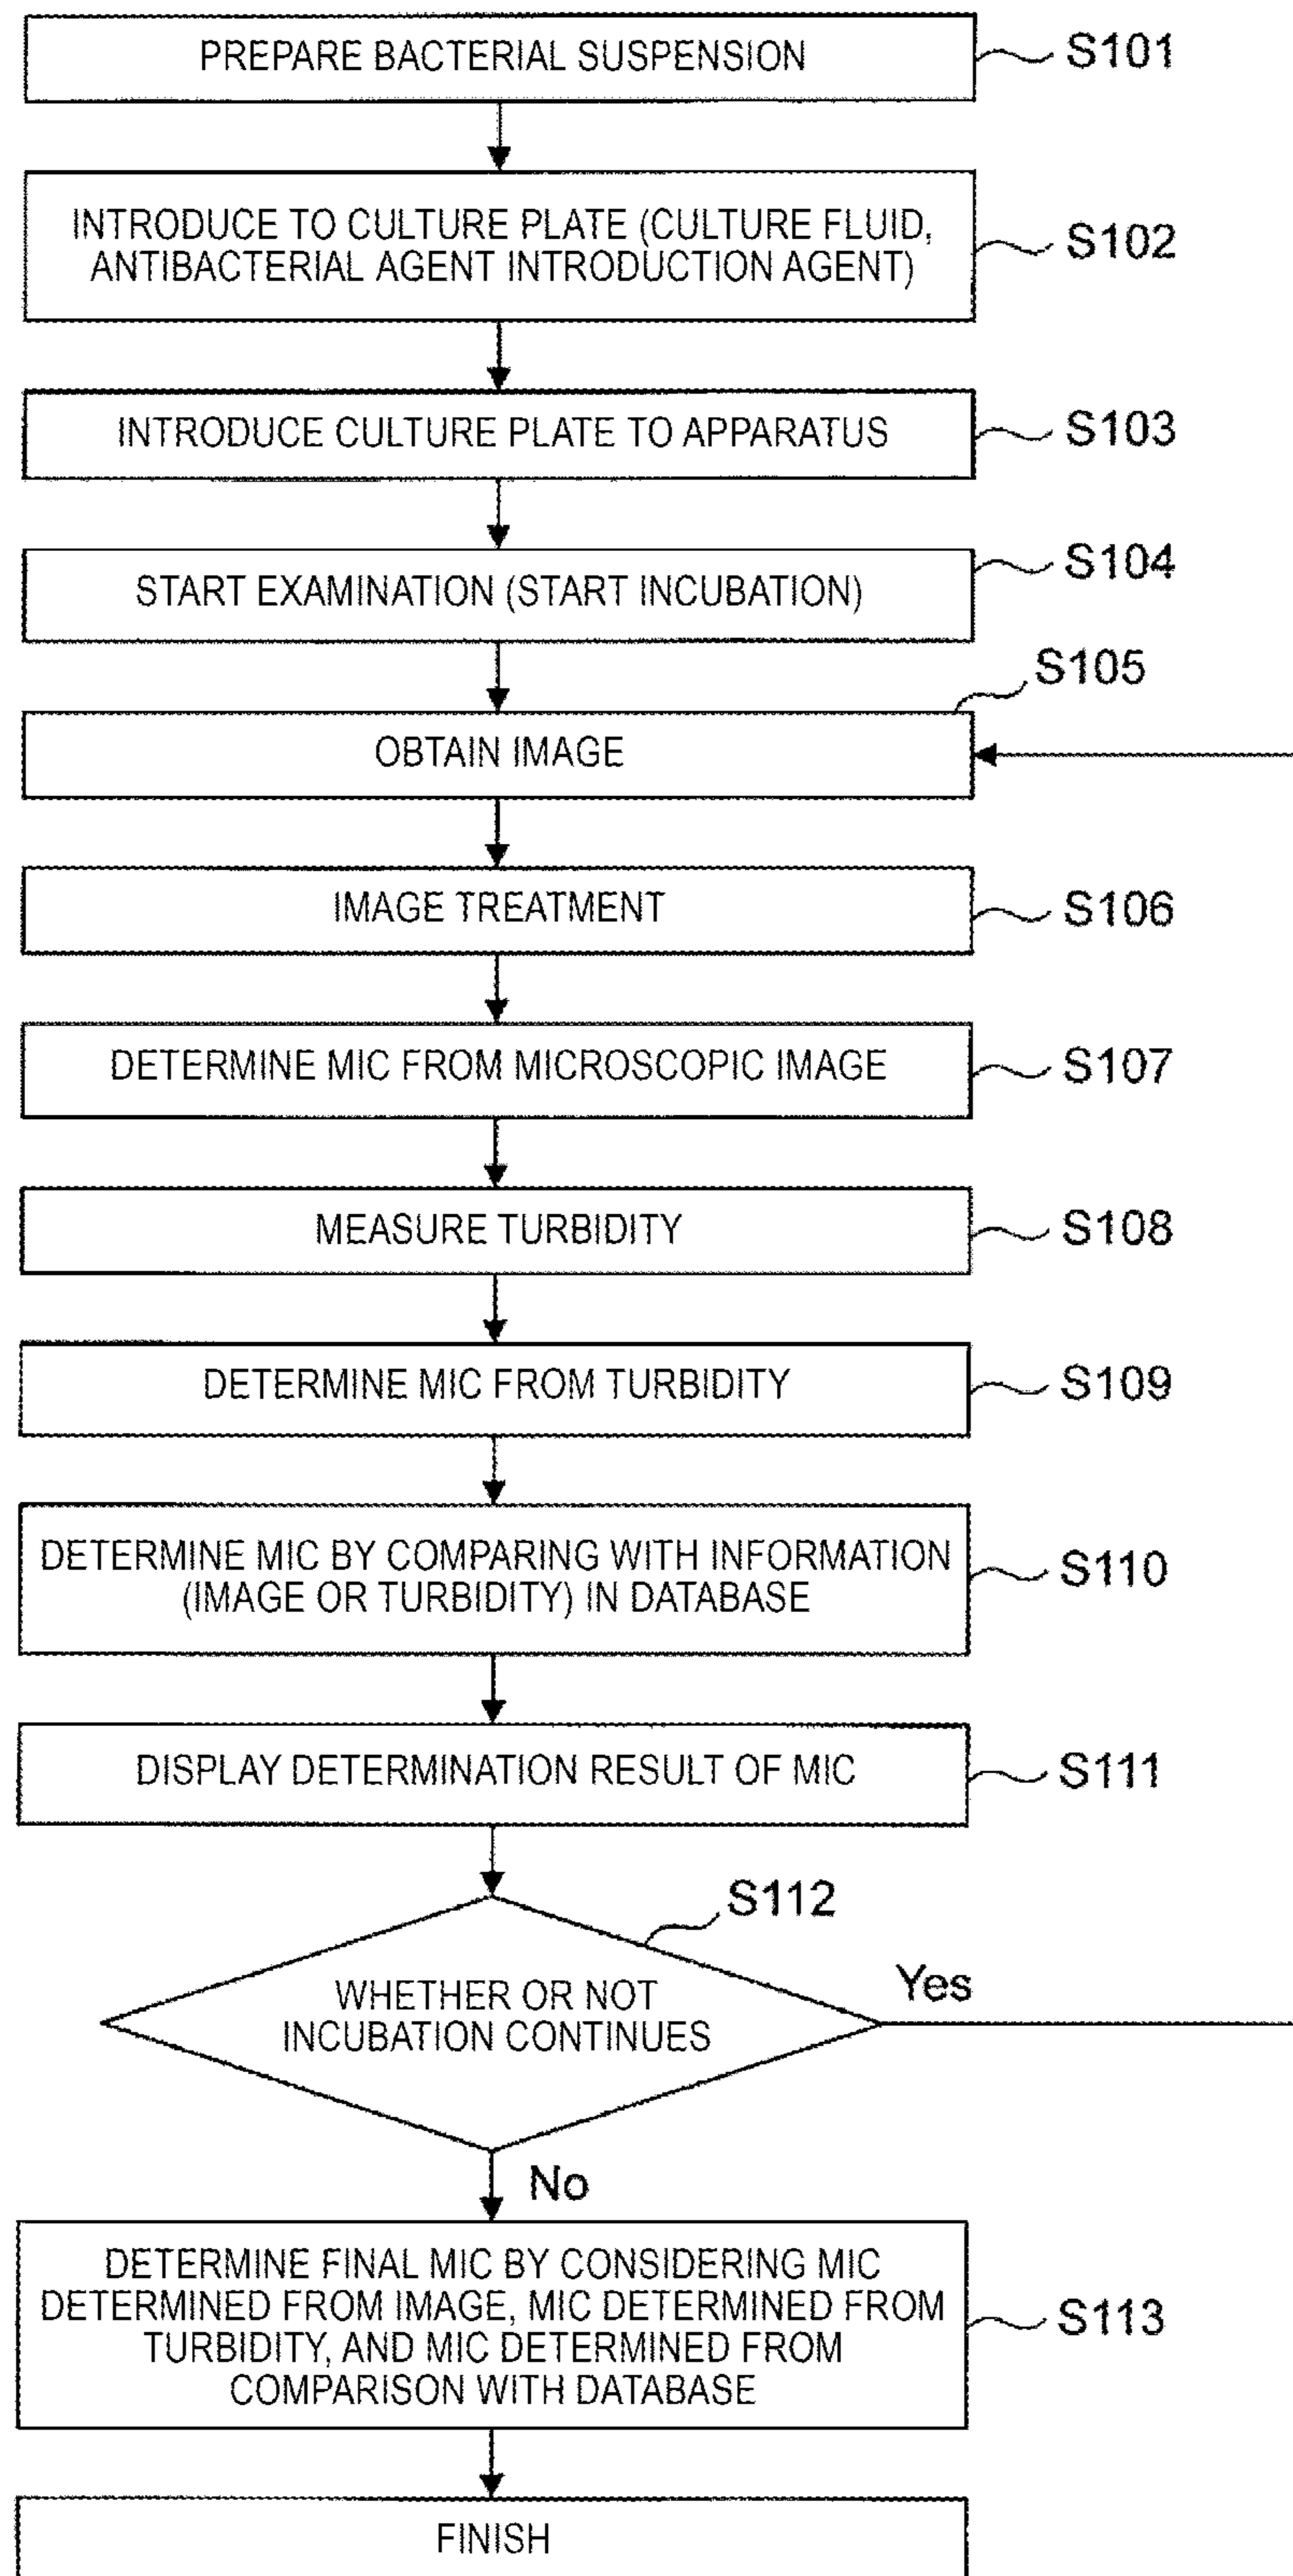 PREPARE BACTERIAL SUSPENSION
S101
INTRODUCE TO CULTURE PLATE (CULTURE FLUID,
ANTIBACTERIAL AGENT INTRODUCTION AGENT)
S102
INTRODUCE CULTURE PLATE TO APPARATUS
S103
START EXAMINATION (START INCUBATION)
S104
S105
OBTAIN IMAGE
IMAGE TREATMENT
S106
DETERMINE MIC FROM MICROSCOPIC IMAGE
S107
MEASURE TURBIDITY
S108
DETERMINE MIC FROM TURBIDITY
S109
DETERMINE MIC BY COMPARING WITH INFORMATION
(IMAGE OR TURBIDITY) IN DATABASE
S110
DISPLAY DETERMINATION RESULT OF MIC
S111
S112
WHETHER OR NOT
INCUBATION CONTINUES
Yes
No
DETERMINE FINAL MIC BY CONSIDERING MIC
DETERMINED FROM IMAGE, MIC DETERMINED FROM
TURBIDITY, AND MIC DETERMINED FROM
COMPARISON WITH DATABASE
S113
FINISH